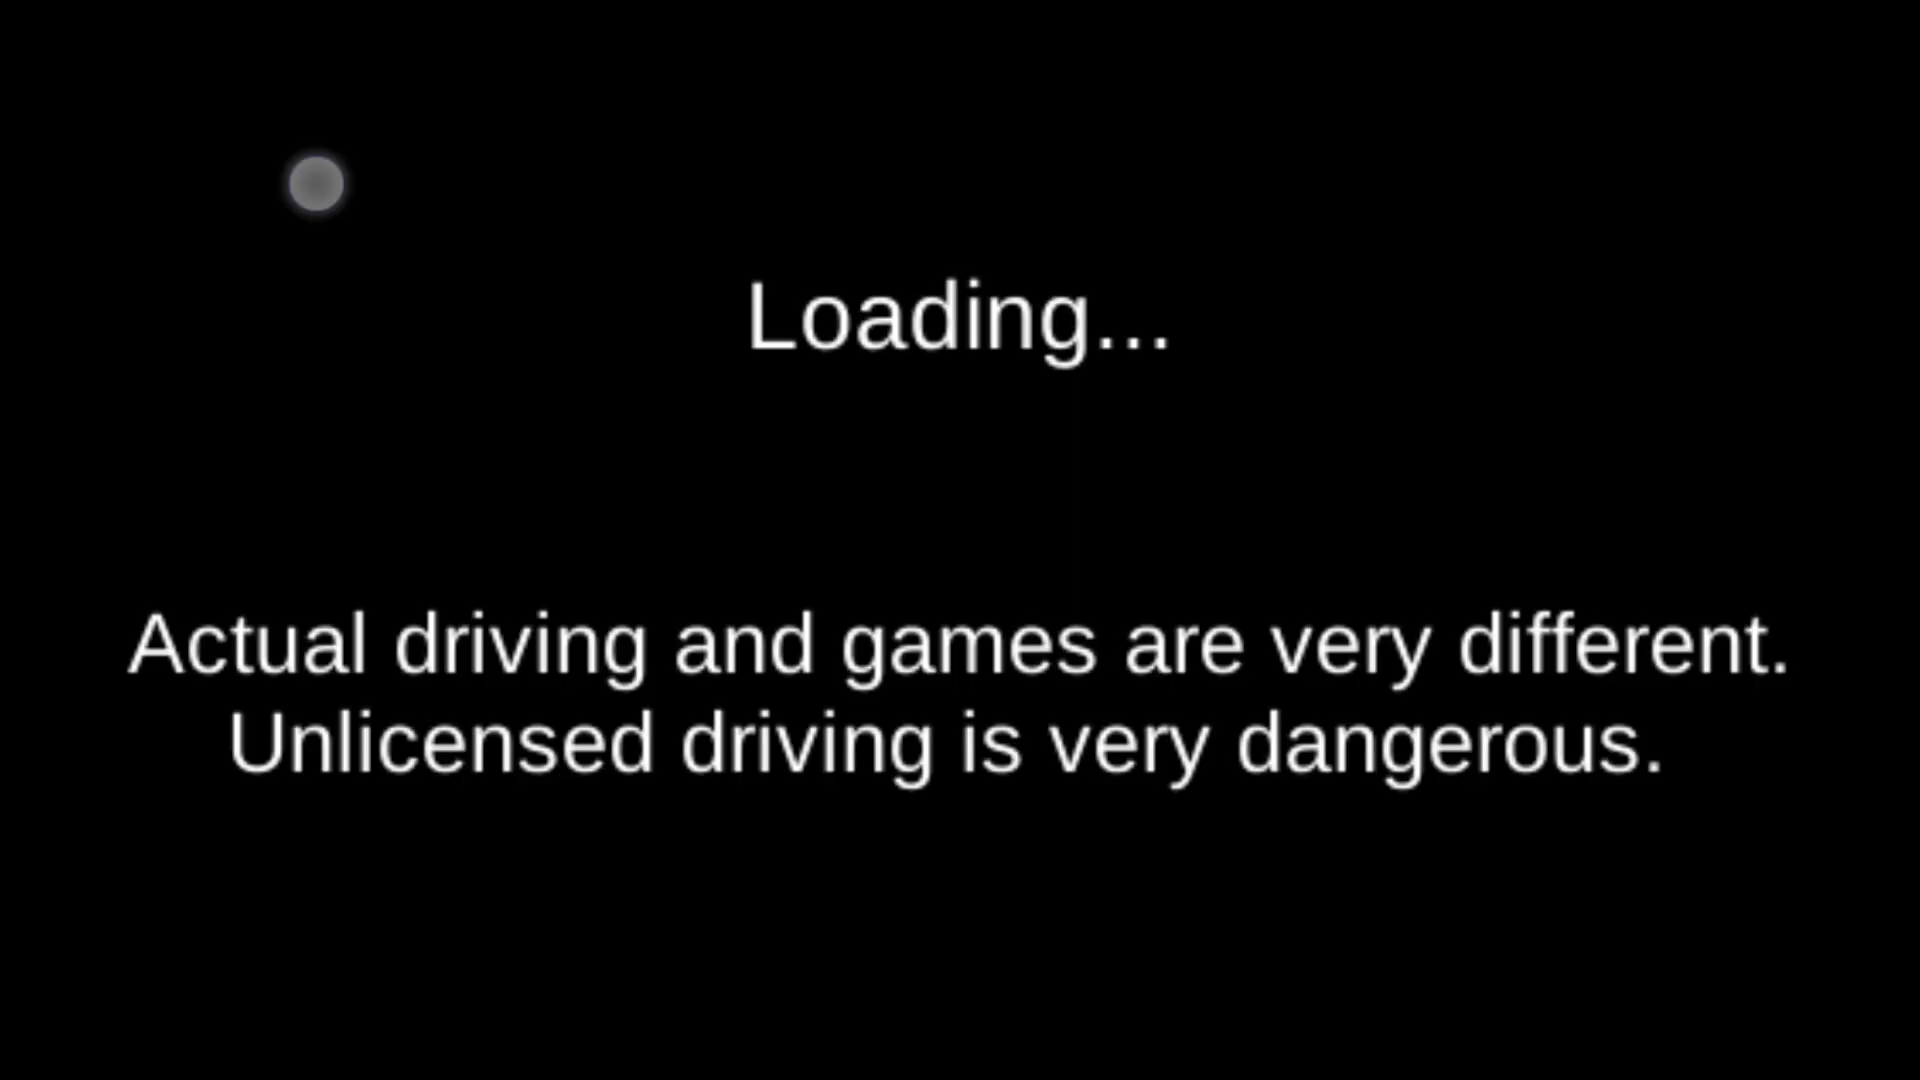 Loading...
Actual driving and games are very different.
Unlicensed driving is very dangerous.